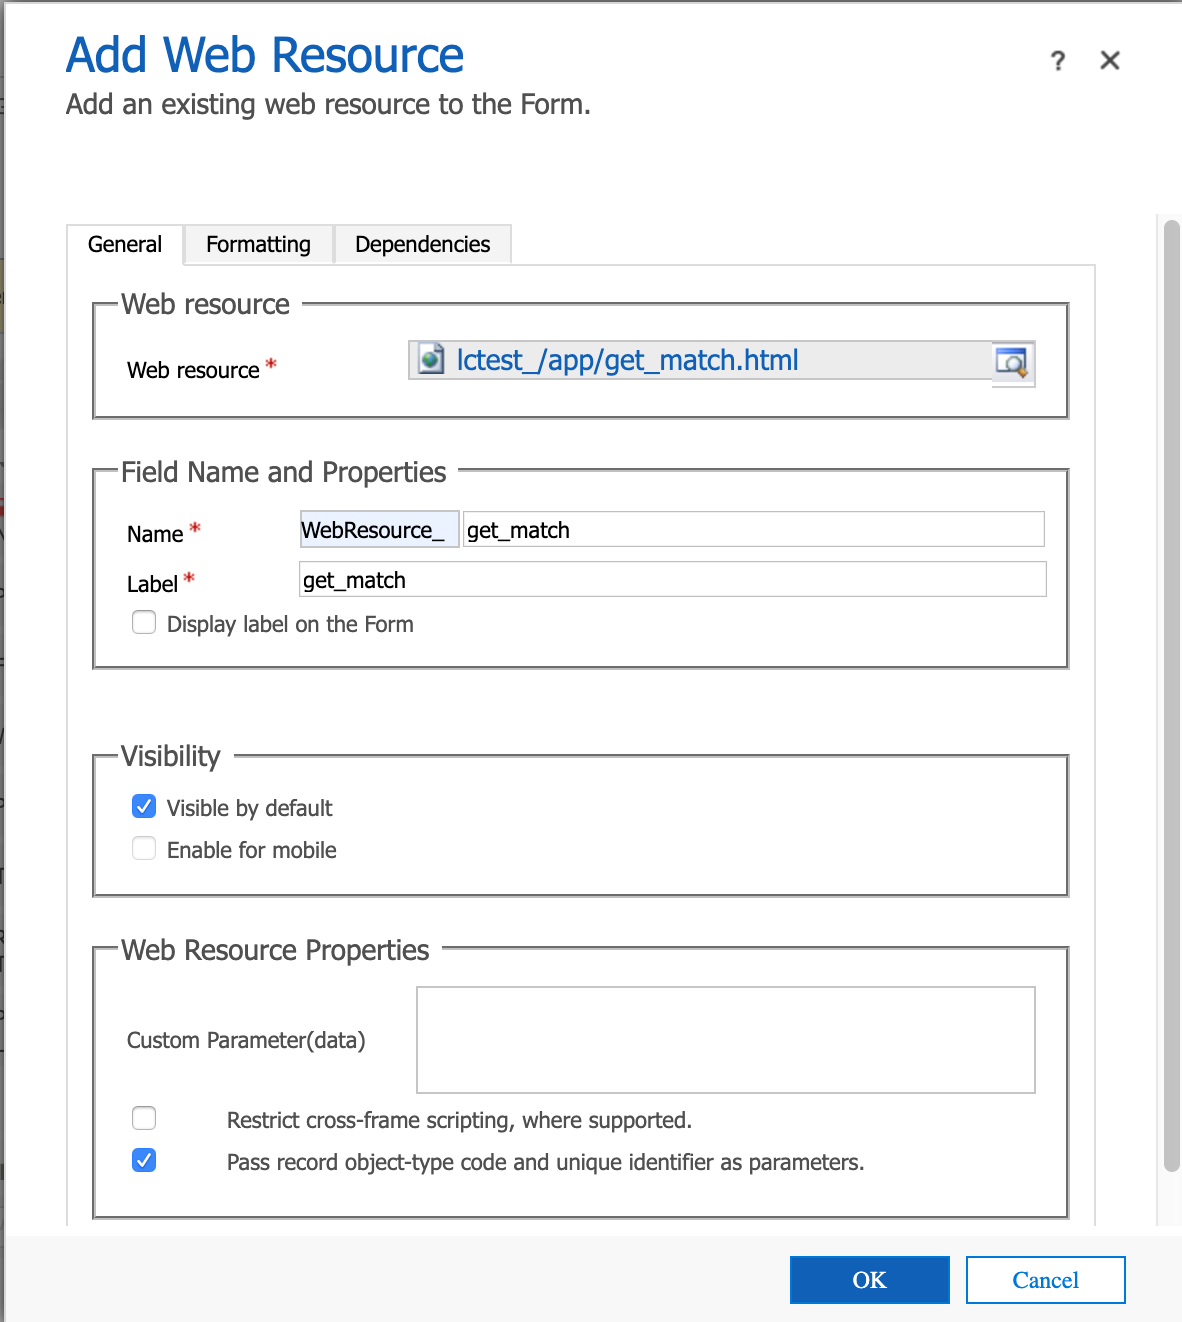 Add Web Resource
?
Add an existing web resource to the Form.
General Formatting Dependencies
Web resource
Web resource * lctest_/app/get_match.html
Field Name and Properties
Name * WebResource_ get_match
Label * get_match
Display label on the Form
Visibility
Visible by default
Enable for mobile
Web Resource Properties
Custom Parameter(data)
Restrict cross-frame scripting, where supported.
Pass record object-type code and unique identifier as parameters.
OK Cancel